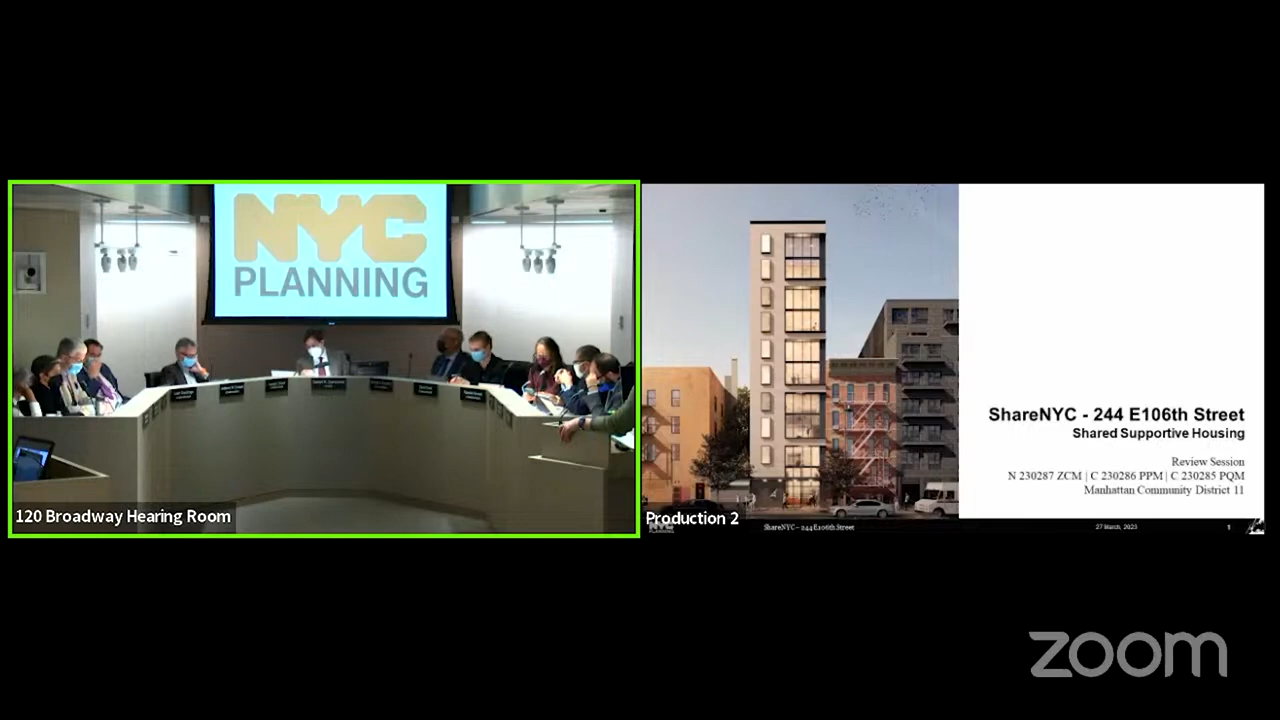 NYC
PLANNING
120 Broadway Hearing Room
ShareNYC - 244 E106th Street
Shared Supportive Housing
Review Session
N 230287 ZCM | C 230286 PPM | C 230285 PQM
Manhattan Community District 11
Production 2
ShareNYC – 244 E106th Street
27 March, 2023
1
zoom